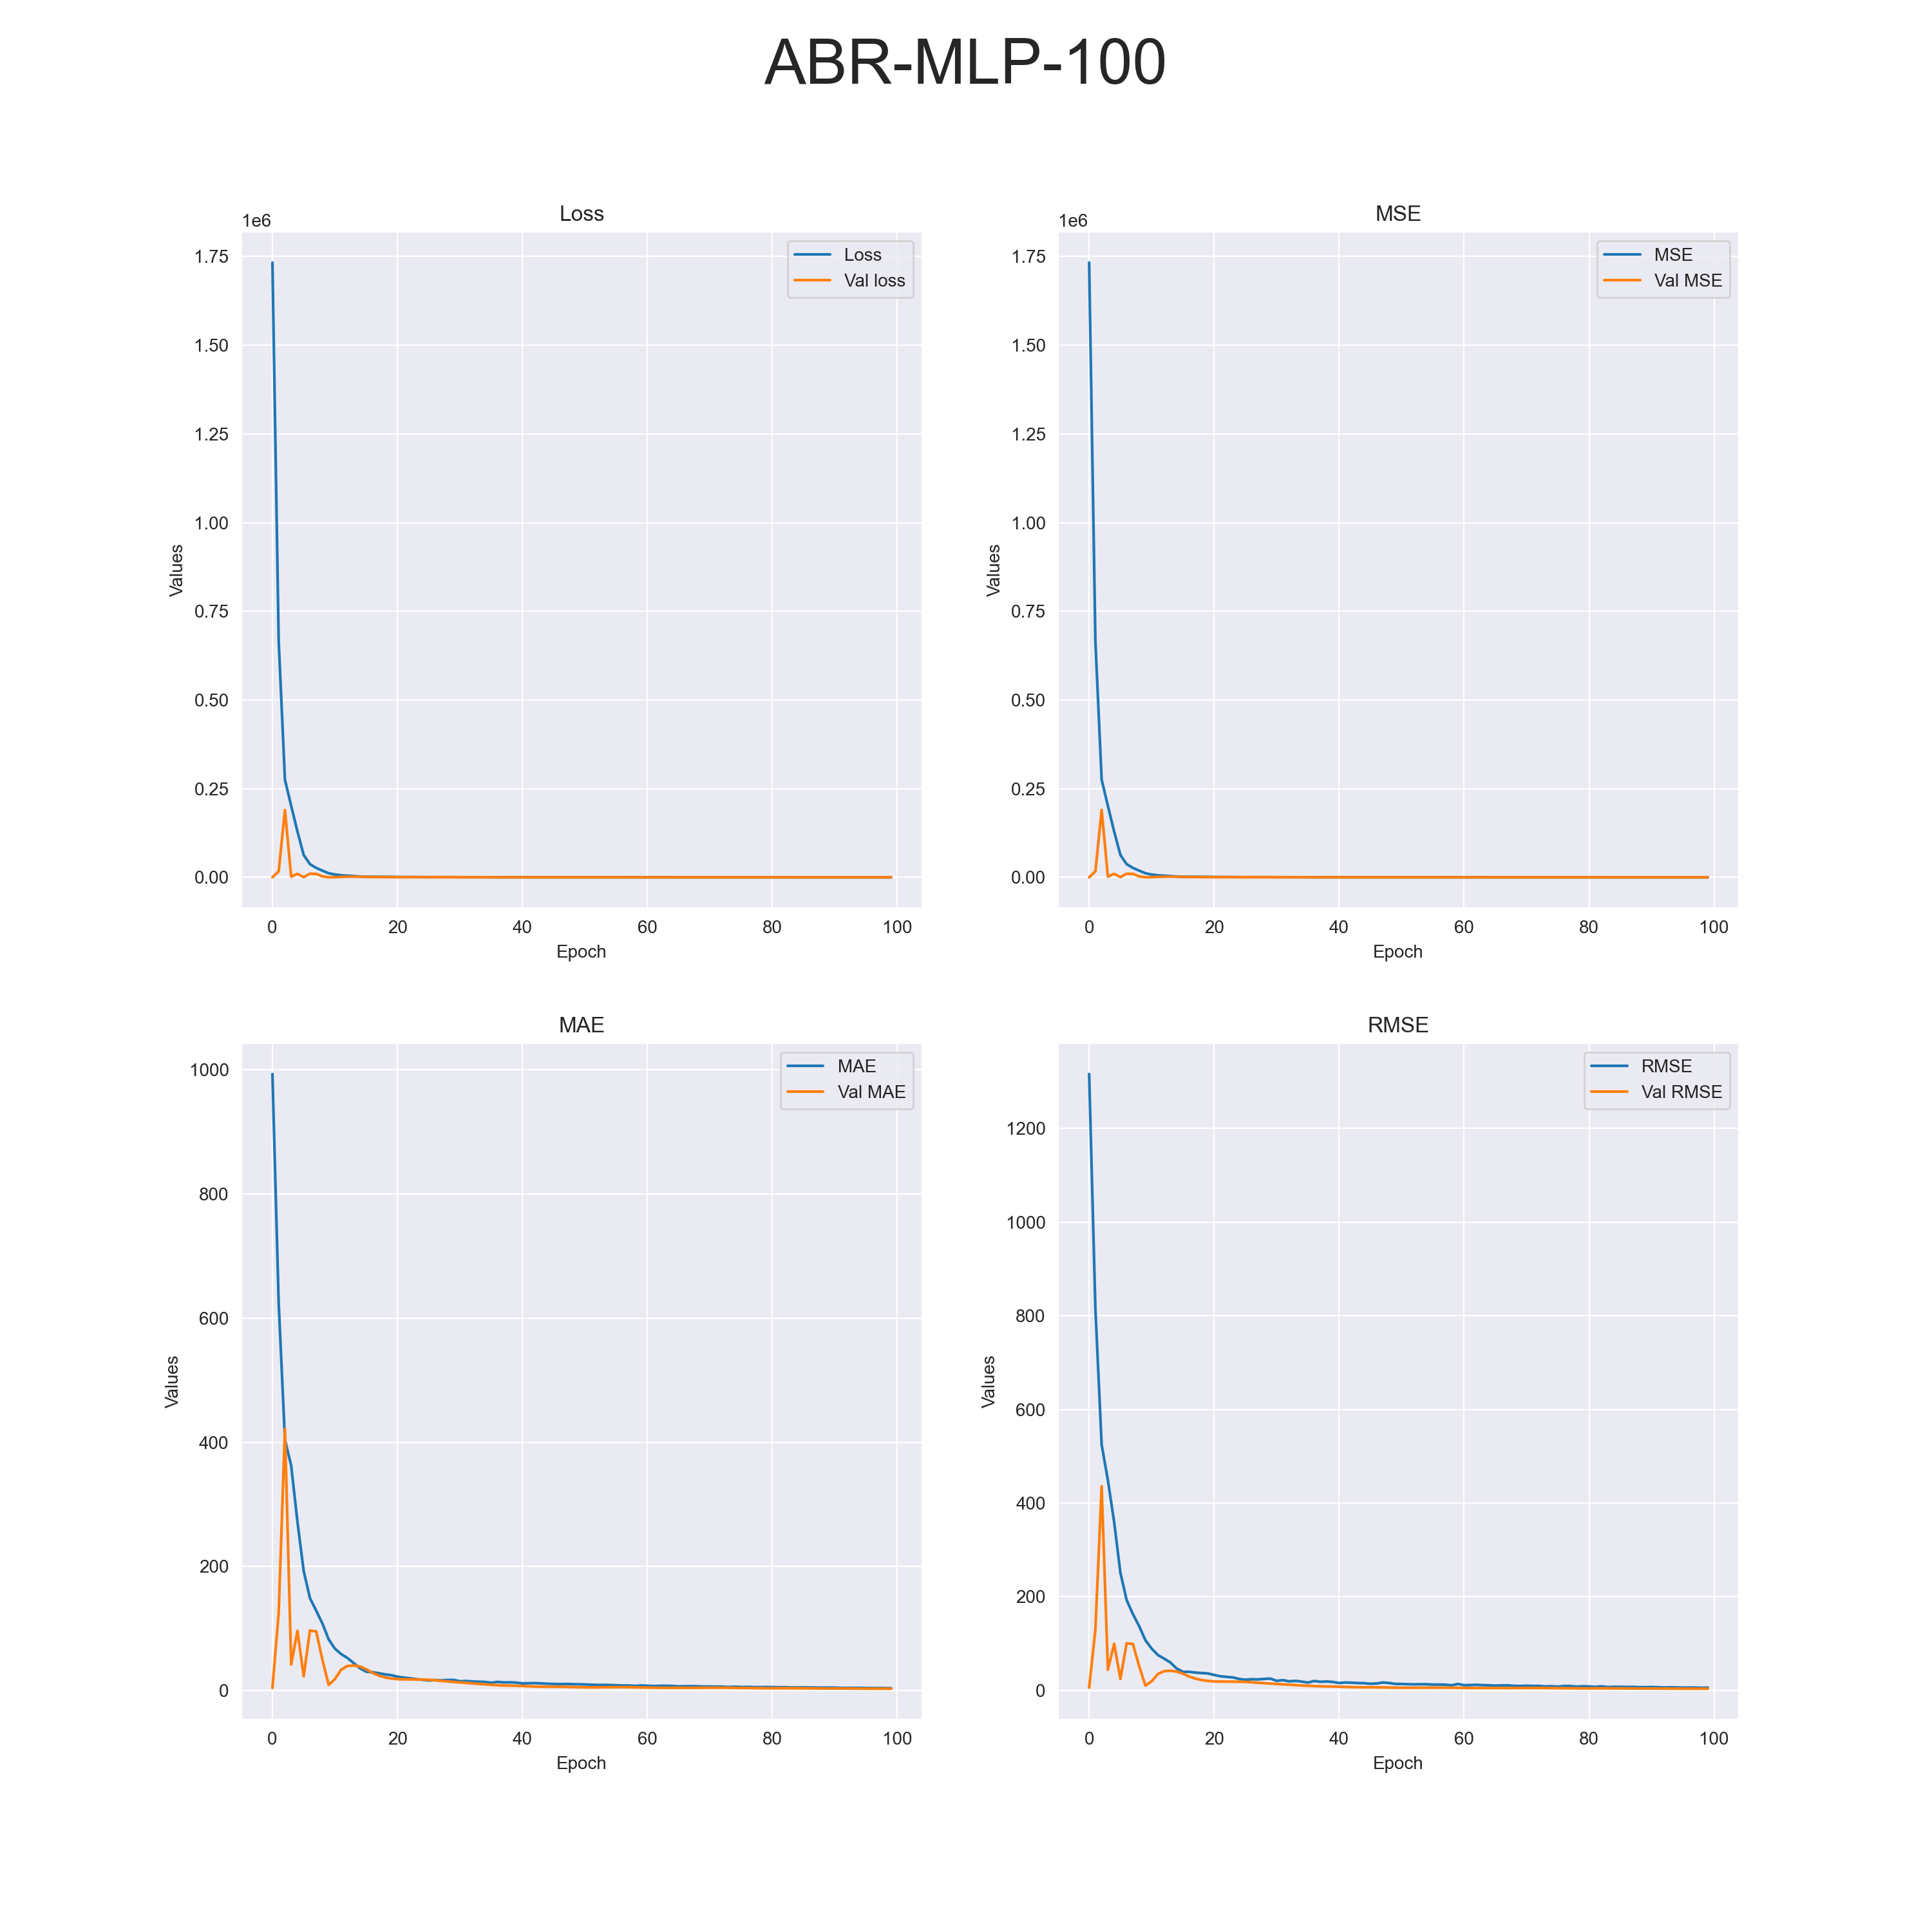 ABR-MLP-100
Loss
1e6
1.75
1.50
1.25
1.00
0.75
0.50
0.25
0.00
Values
0 20 40 60 80 100
Epoch
Loss
Val loss
MSE
1e6
1.75
1.50
1.25
1.00
0.75
0.50
0.25
0.00
Values
0 20 40 60 80 100
Epoch
MSE
Val MSE
MAE
1000
800
600
400
200
0
Values
0 20 40 60 80 100
Epoch
MAE
Val MAE
RMSE
1200
1000
800
600
400
200
0
Values
0 20 40 60 80 100
Epoch
RMSE
Val RMSE